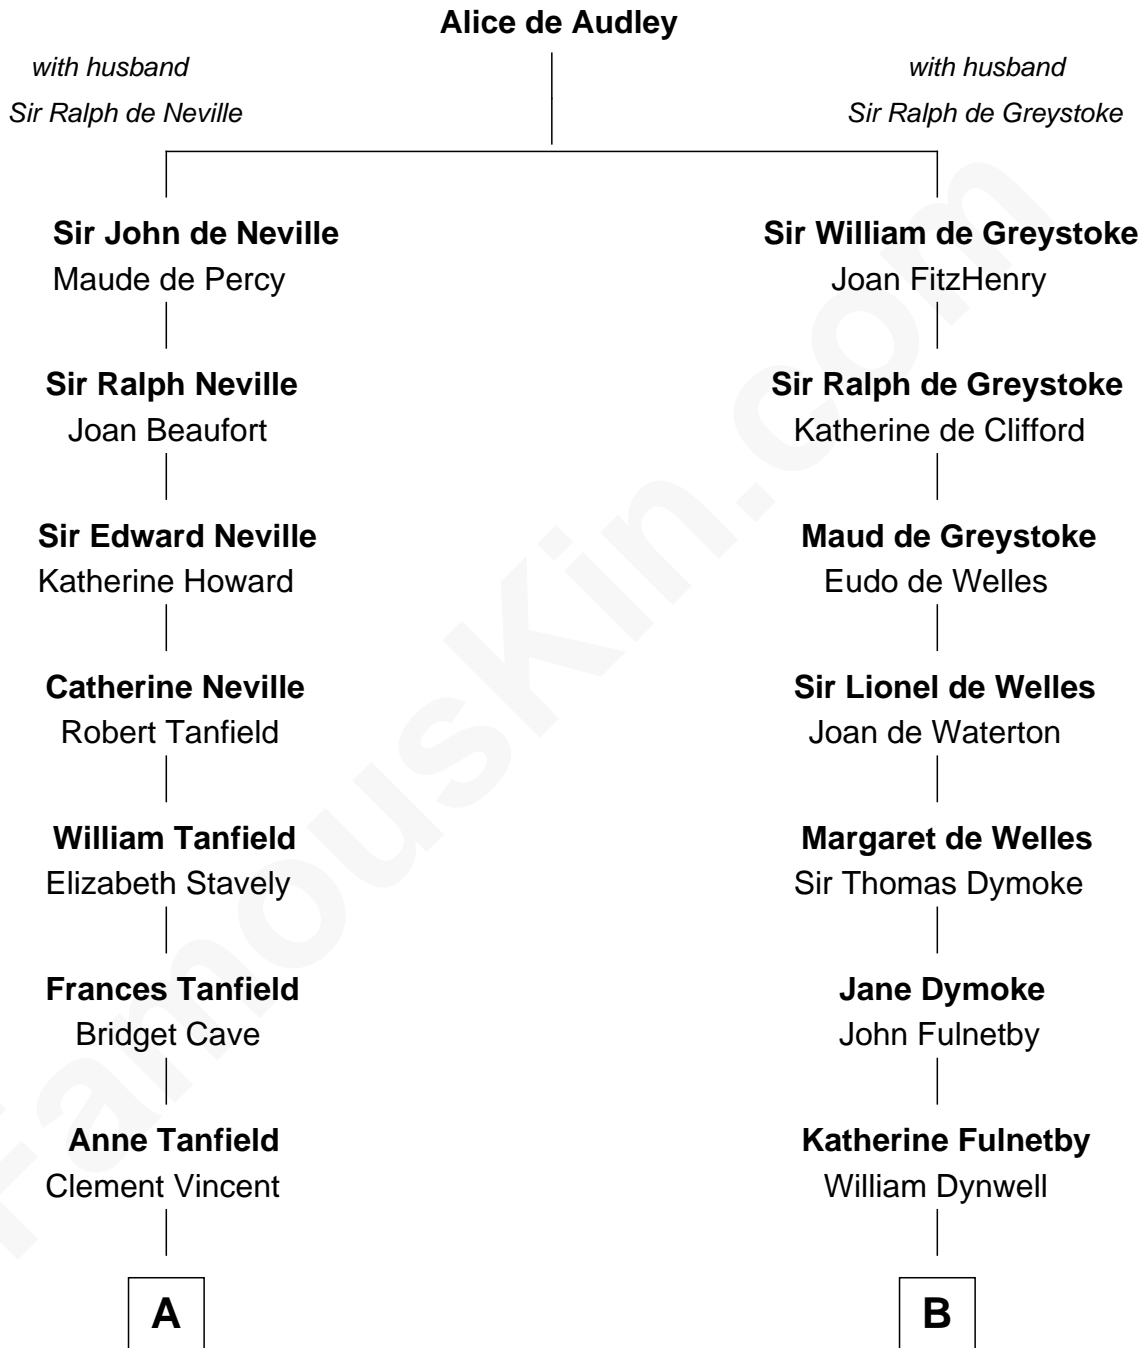 Alice de Audley
with husband
Sir Ralph de Neville
with husband
Sir Ralph de Greystoke
Sir John de Neville
Maude de Percy
Sir William de Greystoke
Joan FitzHenry
Sir Ralph Neville
Joan Beaufort
Sir Ralph de Greystoke
Katherine de Clifford
Sir Edward Neville
Katherine Howard
Maud de Greystoke
Eudo de Welles
Catherine Neville
Robert Tanfield
Sir Lionel de Welles
Joan de Waterton
William Tanfield
Elizabeth Stavely
Margaret de Welles
Sir Thomas Dymoke
Frances Tanfield
Bridget Cave
Jane Dymoke
John Fulnetby
Anne Tanfield
Clement Vincent
Katherine Fulnetby
William Dynwell
A
B
FamousKin.com